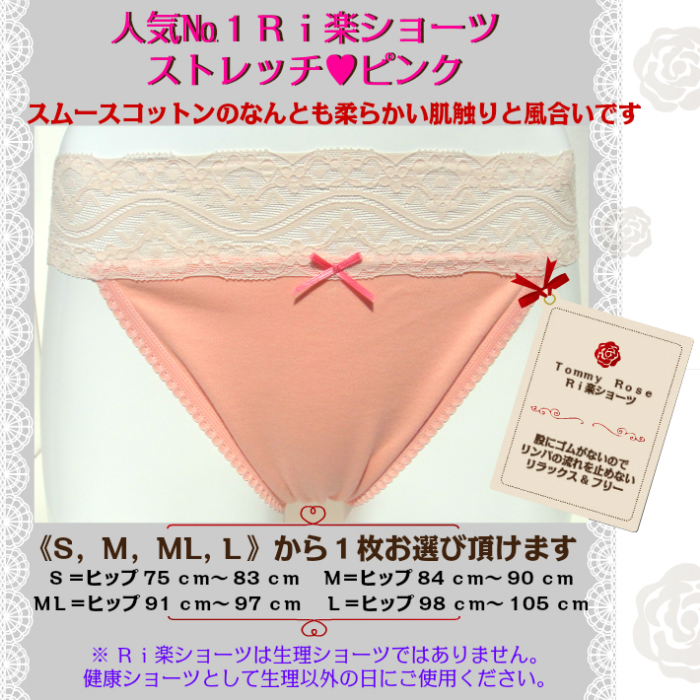 人気№１Ｒｉ楽ショーツ
ストレッチ♥ピンク
スムースコットンのなんとも柔らかい肌触りと風合いです
Ｔｏｍｍｙ　Ｒｏｓｅ
Ｒｉ楽ショーツ
股にゴムがないので
リンパの流れを止めない
リラックス＆フリー
《Ｓ，Ｍ，ＭＬ，Ｌ》から１枚お選び頂けます
Ｓ＝ヒップ75ｃｍ～83ｃｍ　Ｍ＝ヒップ84ｃｍ～90ｃｍ
ＭＬ＝ヒップ91ｃｍ～97ｃｍ　Ｌ＝ヒップ98ｃｍ～105ｃｍ
※Ｒｉ楽ショーツは生理ショーツではありません。
健康ショーツとして生理以外の日にご使用ください。